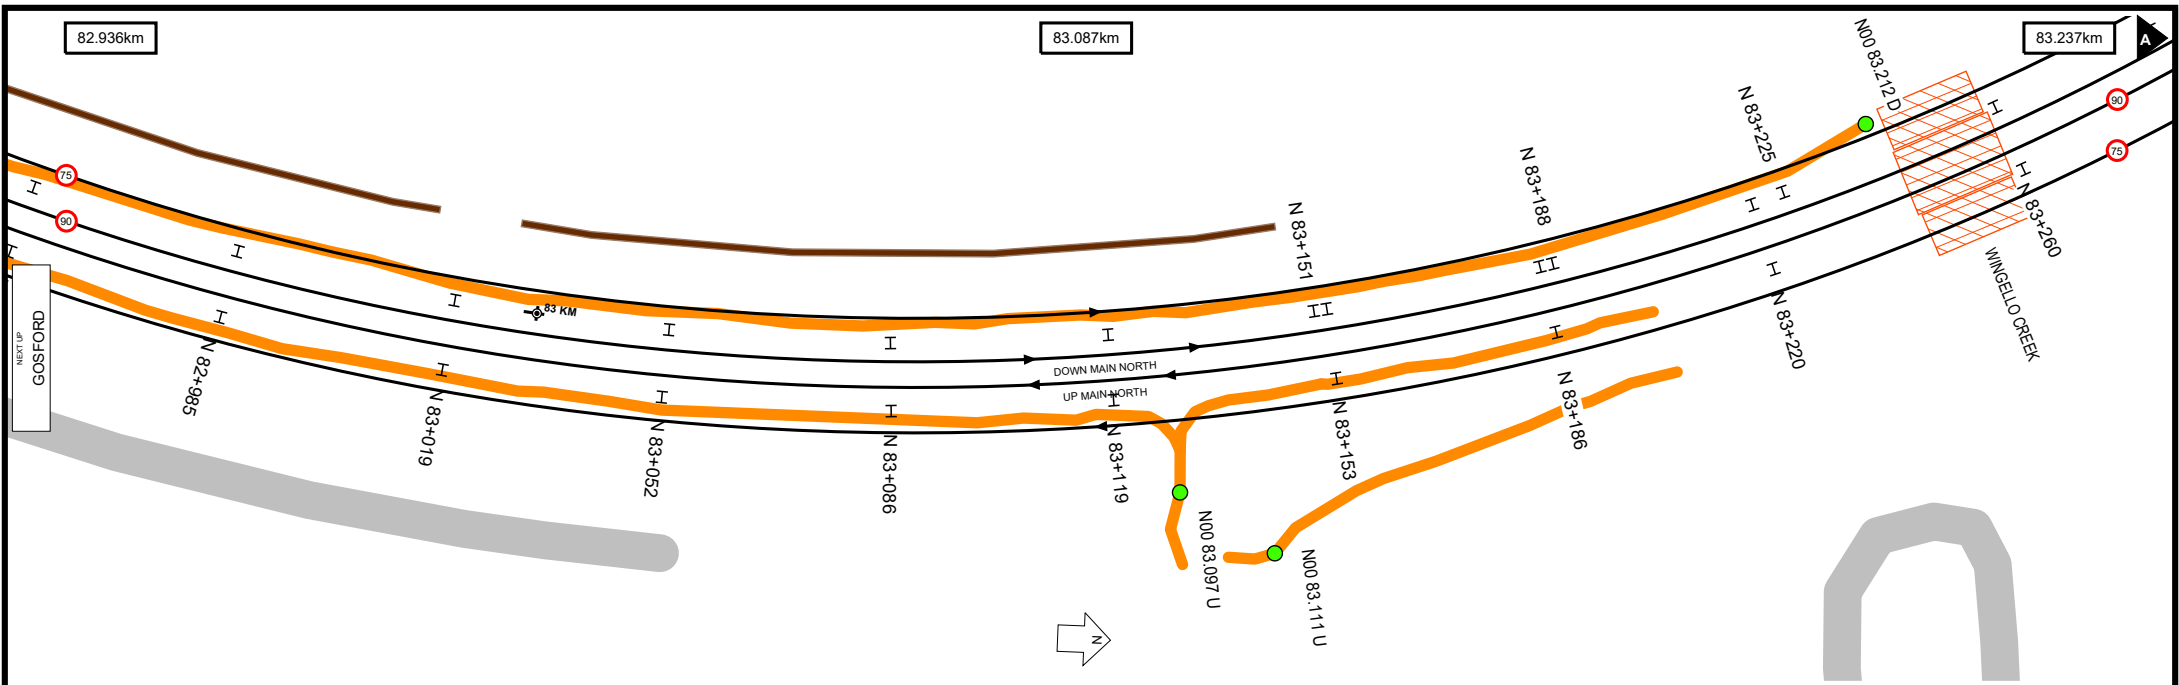 82.936km
83.087km
83.237km
A
N00 83.212 D
N 83+225
N 83+188
N 83+151
90
75
75
90
N 83+260
WINGELLO CREEK
83 KM
NEXT UP
GOSFORD
DOWN MAIN NORTH
UP MAIN NORTH
N 82+985
N 83+019
N 83+052
N 83+086
N 83+119
N 83+153
N 83+186
N 83+220
N00 83.097 U
N00 83.111 U
N